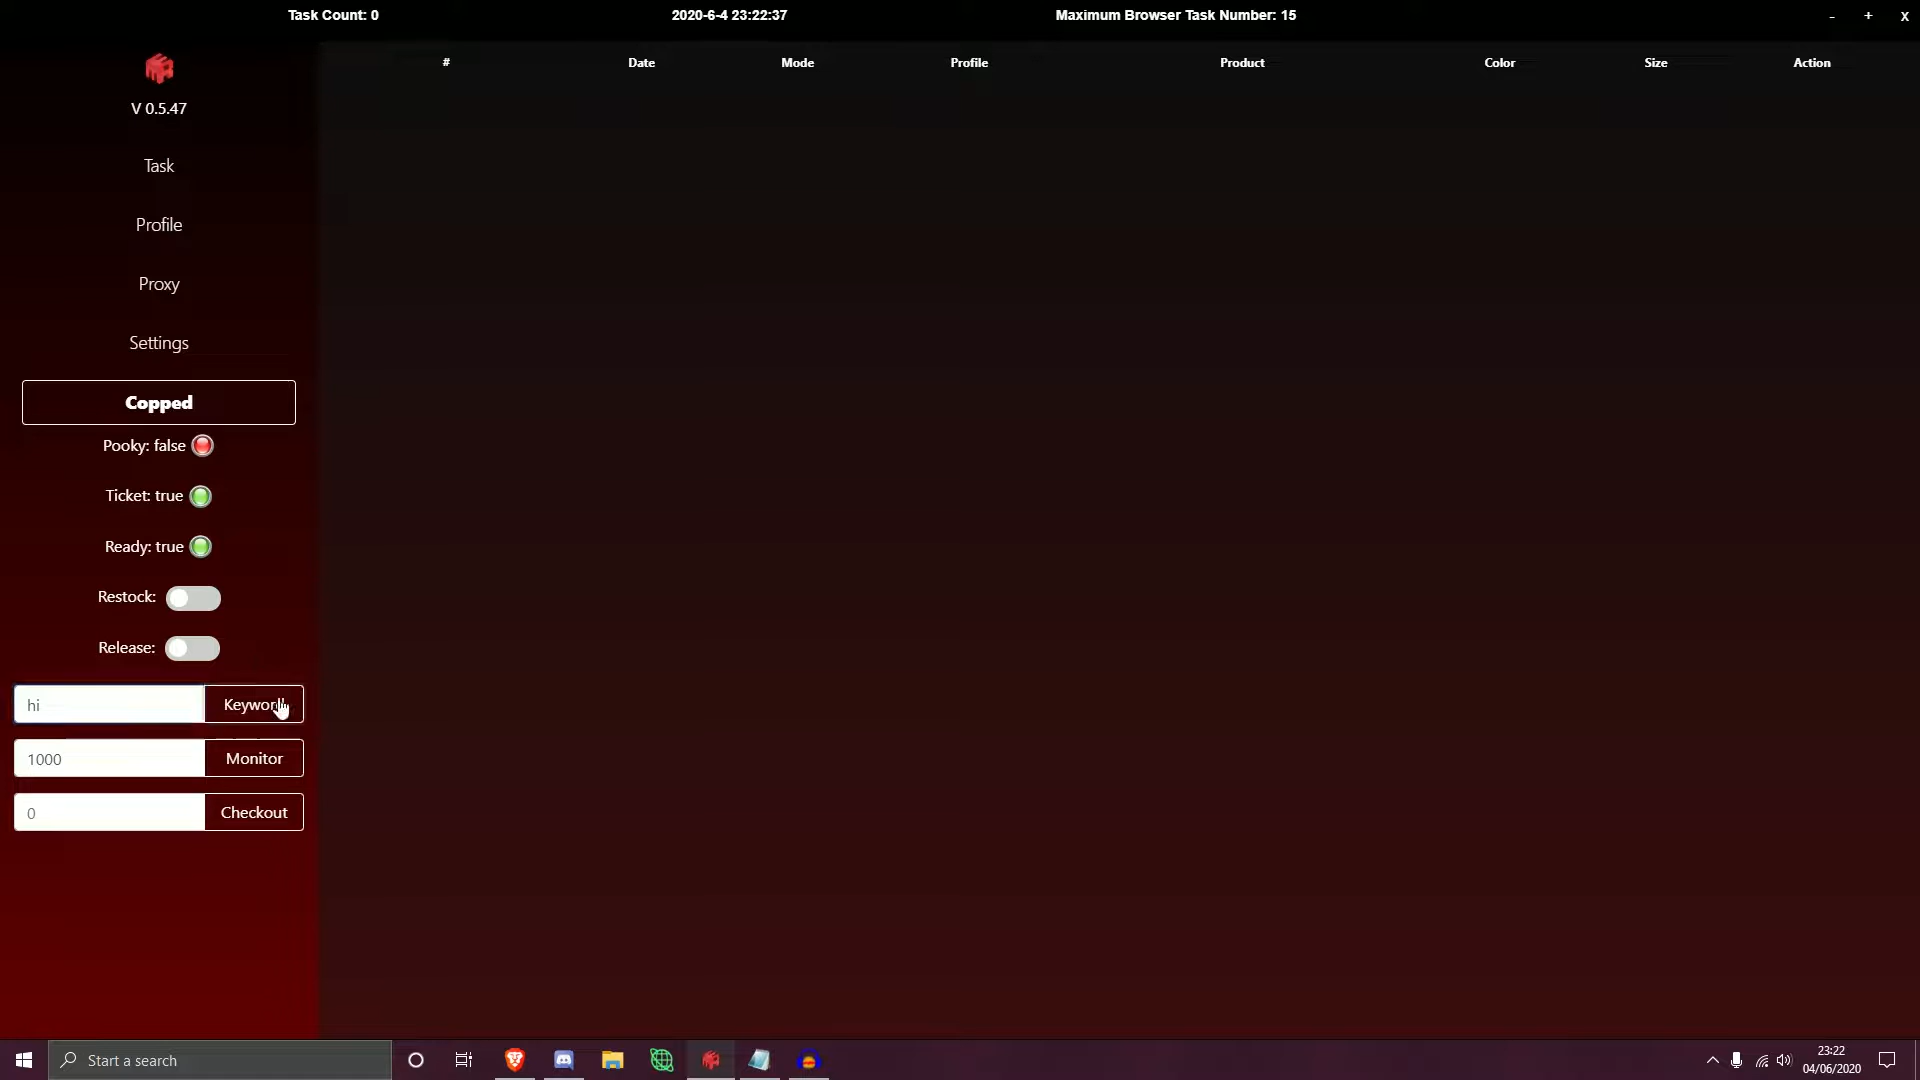 Task Count: 0
2020-6-4 23:22:37
Maximum Browser Task Number: 15
- + X
V 0.5.47
# Date Mode Profile Product Color Size Action
Task
Profile
Proxy
Settings
Copped
Pooky: false
Ticket: true
Ready: true
Restock:
Release:
hi
Keyword
1000 Monitor
0 Checkout
Start a search
23:22
04/06/2020